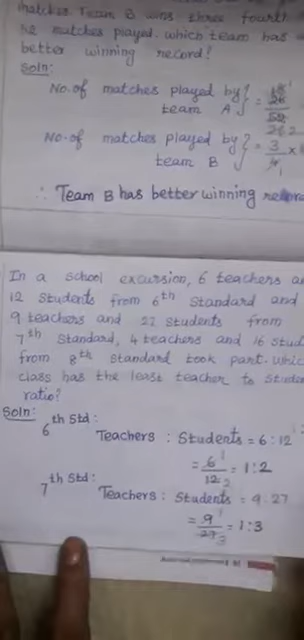 matches Team B wins three fourth
he matches played. which team has
better winning record?
Soln:
No. of matches played by
team A } =
52
No. of matches played by
team B } = 3 ×
∴ Team B has better winning record
In a school excursion, 6 teachers a
12 students from 6th standard and
9 teachers and 27 students from
7th standard, 4 teachers and 16 stud
from 8th standard took part. Whic
class has the least teacher to stude
ratio?
Soln:
6th Std:
Teachers : Students = 6 : 12
= 6/12 = 1:2
7th Std:
Teachers : Students = 9 : 27
= 9/27 = 1:3